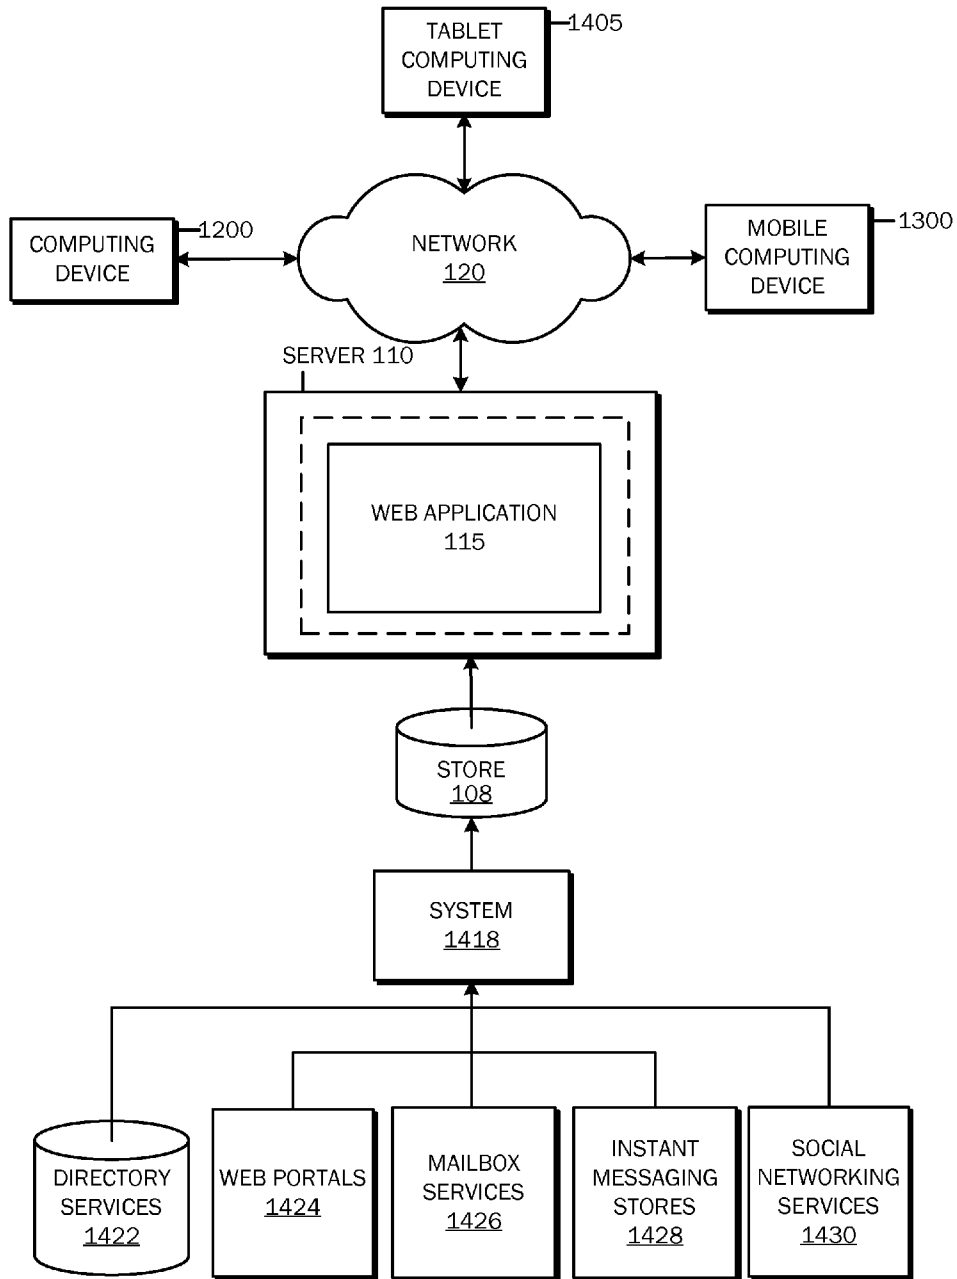 TABLET
COMPUTING
DEVICE
1405
COMPUTING
DEVICE
1200
NETWORK
120
MOBILE
COMPUTING
DEVICE
1300
SERVER 110
WEB APPLICATION
115
STORE
108
SYSTEM
1418
DIRECTORY
SERVICES
1422
WEB PORTALS
1424
MAILBOX
SERVICES
1426
INSTANT
MESSAGING
STORES
1428
SOCIAL
NETWORKING
SERVICES
1430